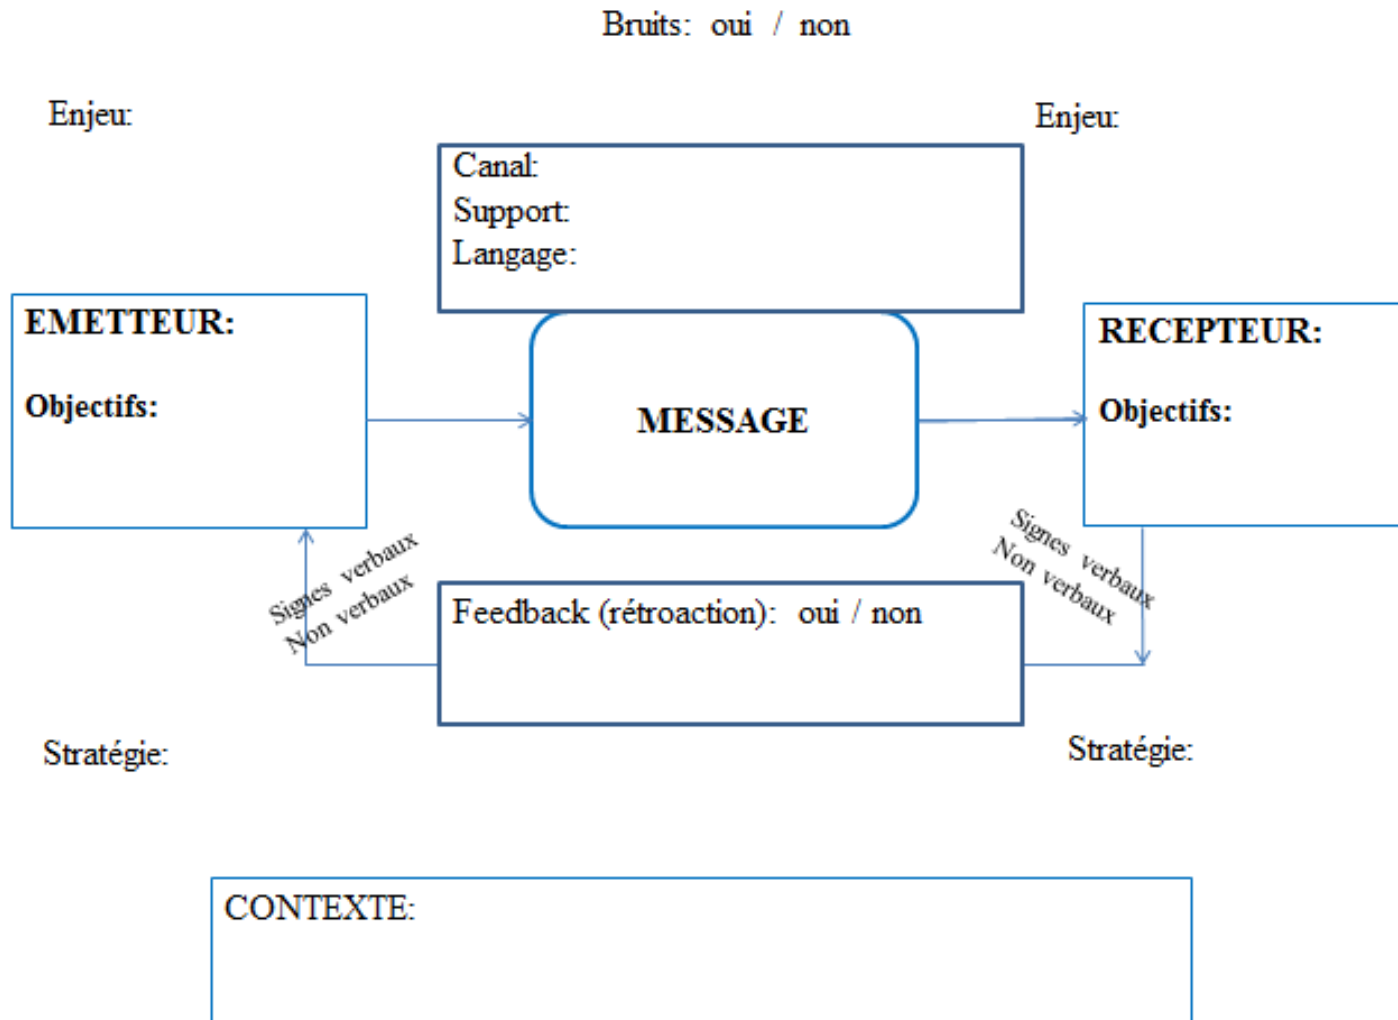 Bruits: oui / non
Enjeu:
Enjeu:
Canal:
Support:
Langage:
EMETTEUR:
Objectifs:
MESSAGE
RECEPTEUR:
Objectifs:
Signes verbaux
Non verbaux
Signes verbaux
Non verbaux
Feedback (rétroaction): oui / non
Stratégie:
Stratégie:
CONTEXTE: